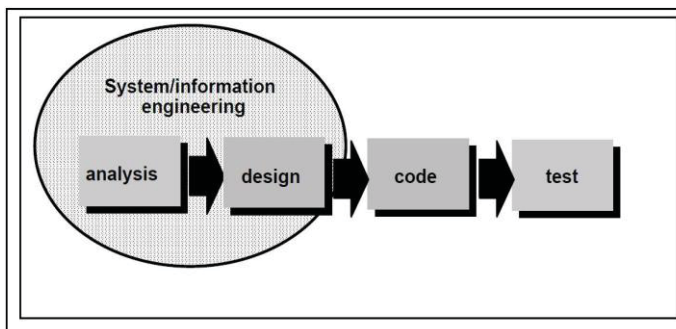 System/information
engineering
analysis
design
code
test